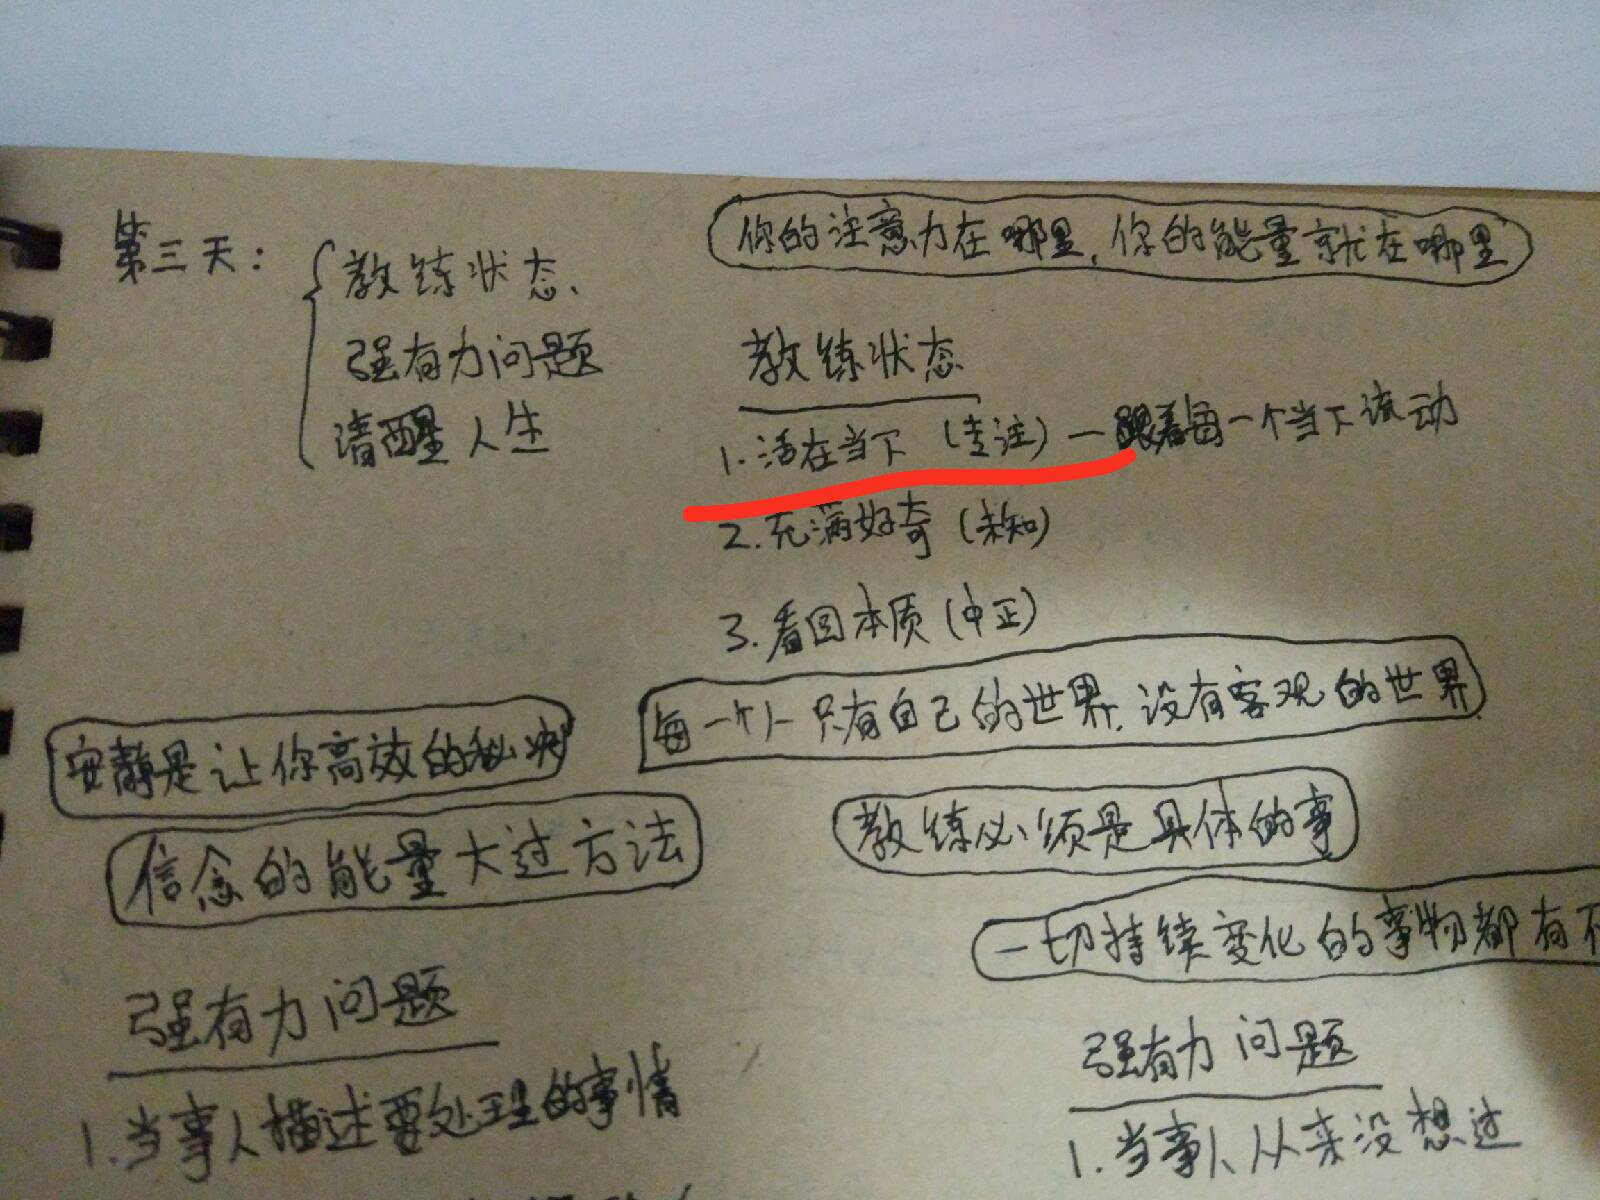 第三天：
教练状态、
强有力问题
清醒人生
你的注意力在哪里，你的能量就在哪里
教练状态
1.活在当下（专注）—跟着每一个当下流动
2.充满好奇（未知）
3.看回本质（中正）
每一个人只有自己的世界，没有客观的世界
安静是让你高效的秘诀
信念的能量大过方法
教练必须是具体的事
一切持续变化的事物都有不
强有力问题
1.当事人描述要处理的事情
强有力问题
1.当事人从来没想过